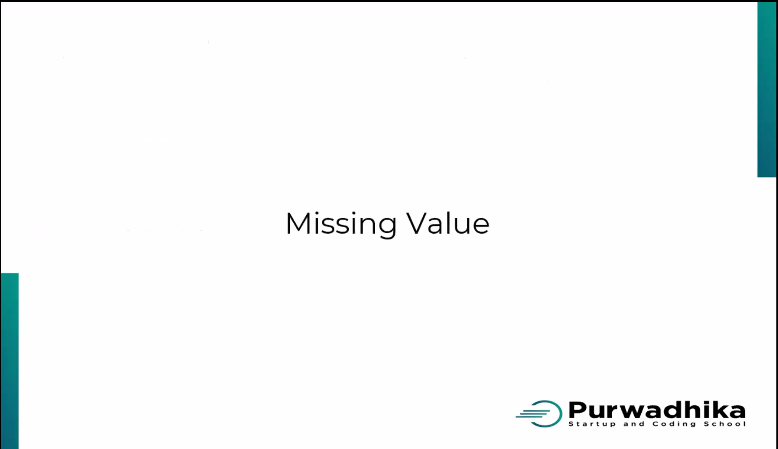 Missing Value
Purwadhika
Startup and Coding School